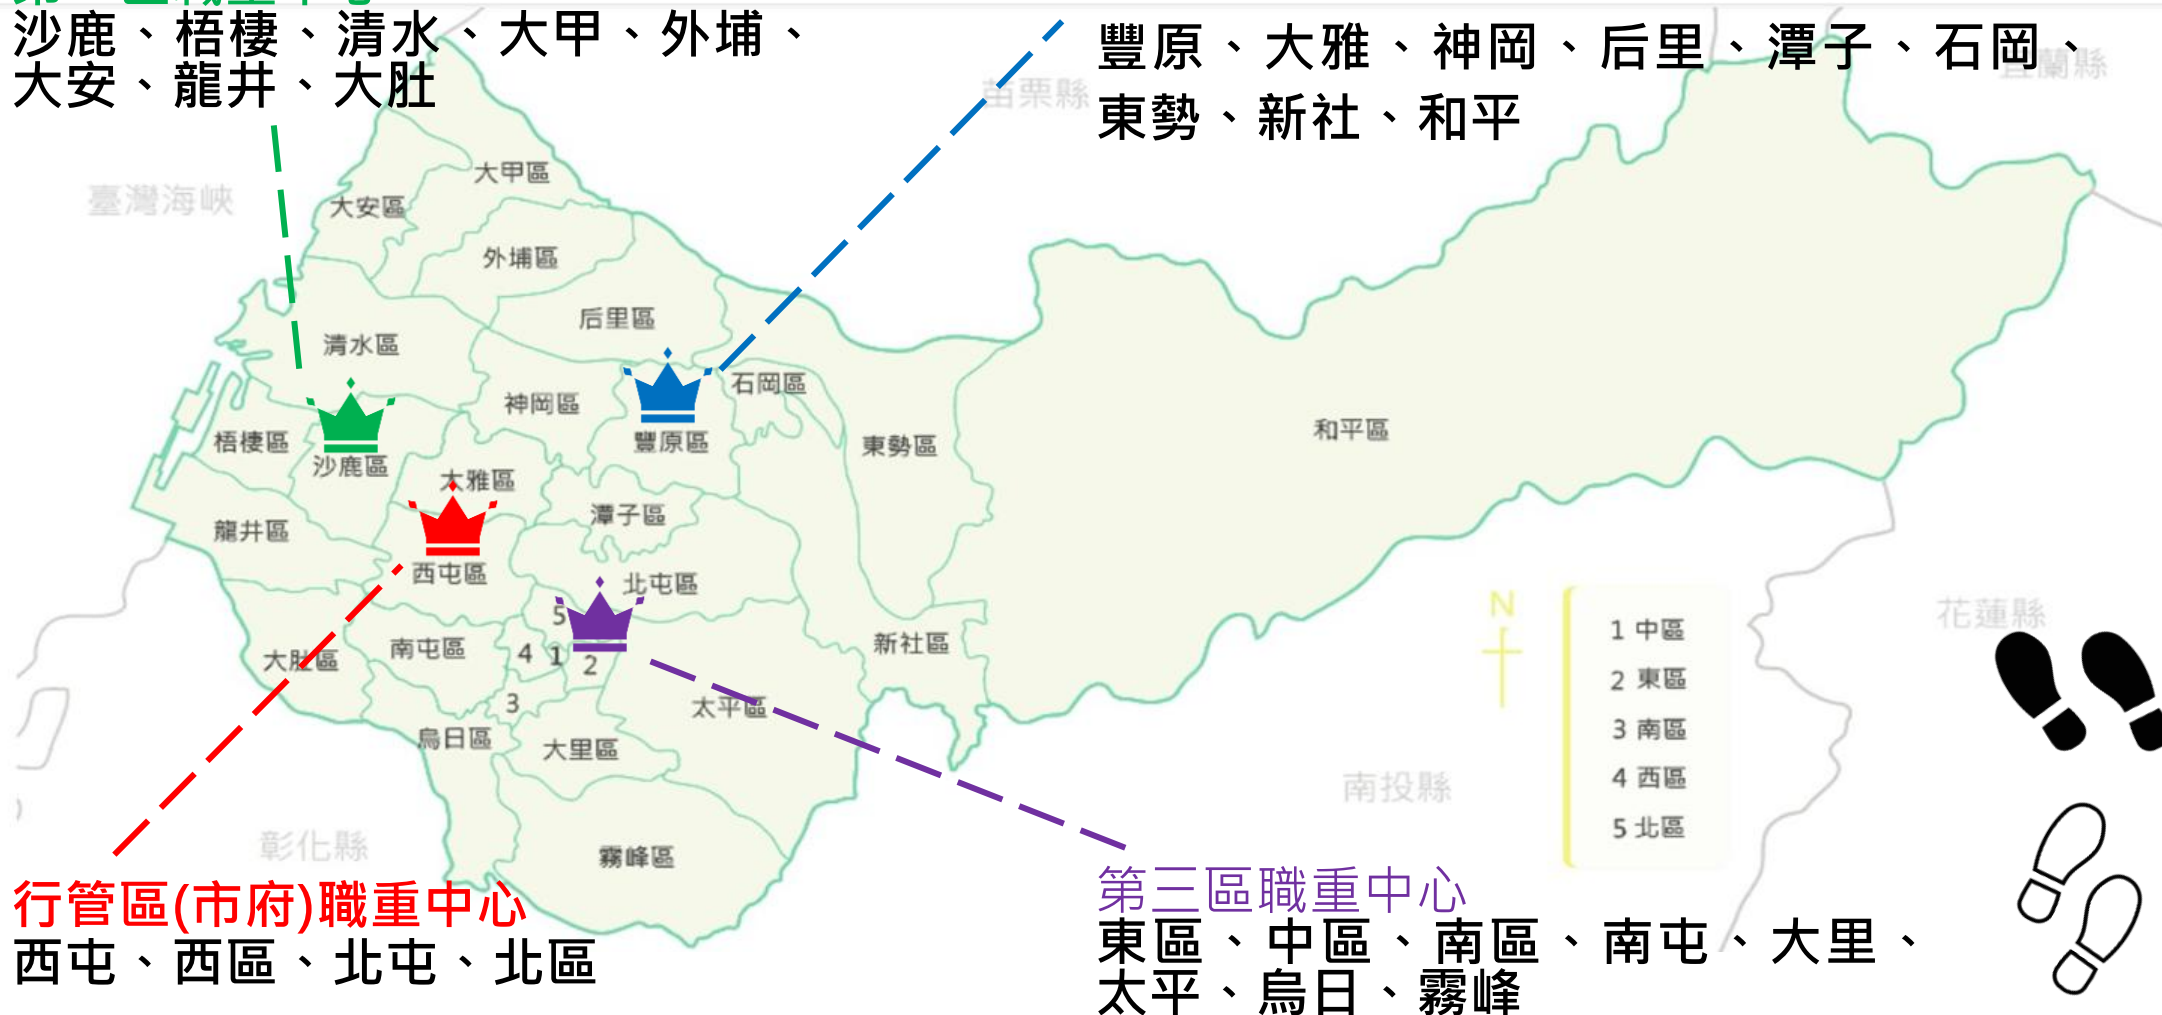 沙鹿、梧棲、清水、大甲、外埔、
大安、龍井、大肚
豐原、大雅、神岡、后里、潭子、石岡、
東勢、新社、和平
苗栗縣
宜蘭縣
臺灣海峽
大甲區
大安區
外埔區
后里區
清水區
石岡區
神岡區
和平區
梧棲區
豐原區
東勢區
沙鹿區
大雅區
潭子區
龍井區
西屯區
北屯區
5
新社區
南屯區
4
1
2
大肚區
3
太平區
烏日區
大里區
霧峰區
N
1 中區
2 東區
3 南區
4 西區
5 北區
花蓮縣
南投縣
彰化縣
行管區(市府)職重中心
西屯、西區、北屯、北區
第三區職重中心
東區、中區、南區、南屯、大里、
太平、烏日、霧峰